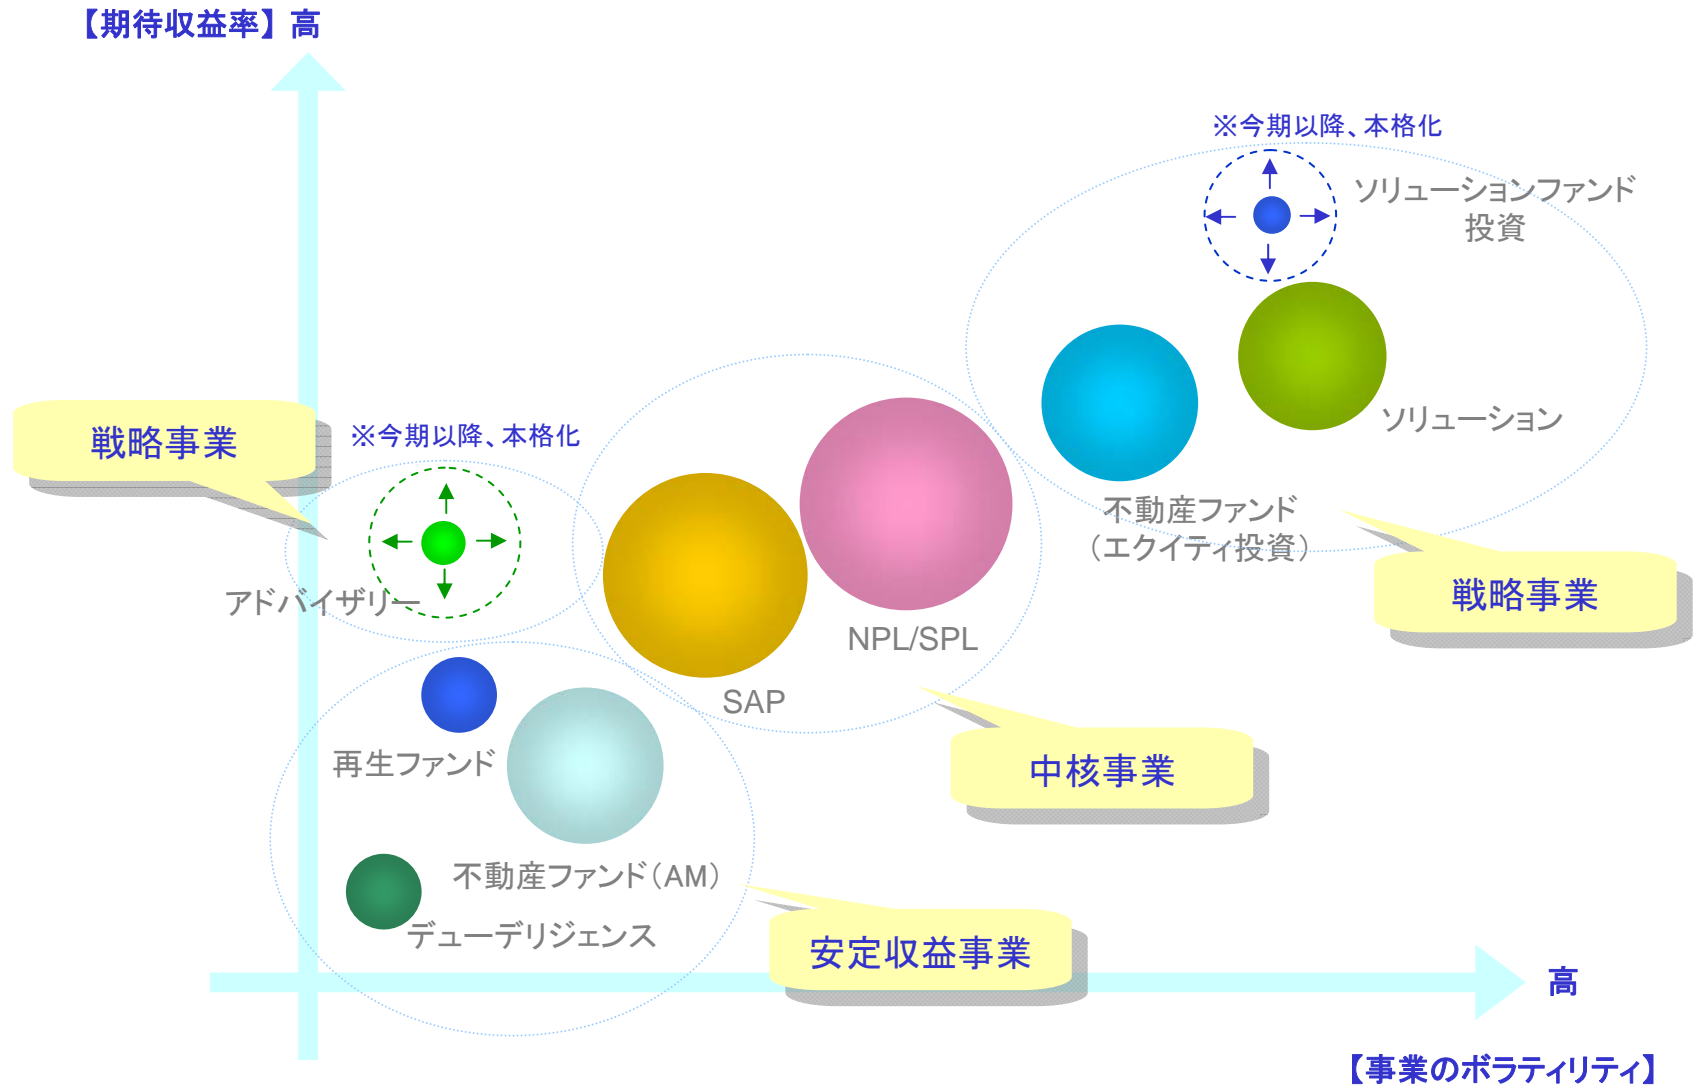 【期待収益率】 高
※今期以降、本格化
ソリューションファンド
投資
ソリューション
戦略事業
※今期以降、本格化
不動産ファンド
（エクイティ投資）
戦略事業
アドバイザリー
NPL/SPL
SAP
再生ファンド
中核事業
不動産ファンド（AM）
デューデリジェンス
安定収益事業
高
【事業のボラティリティ】